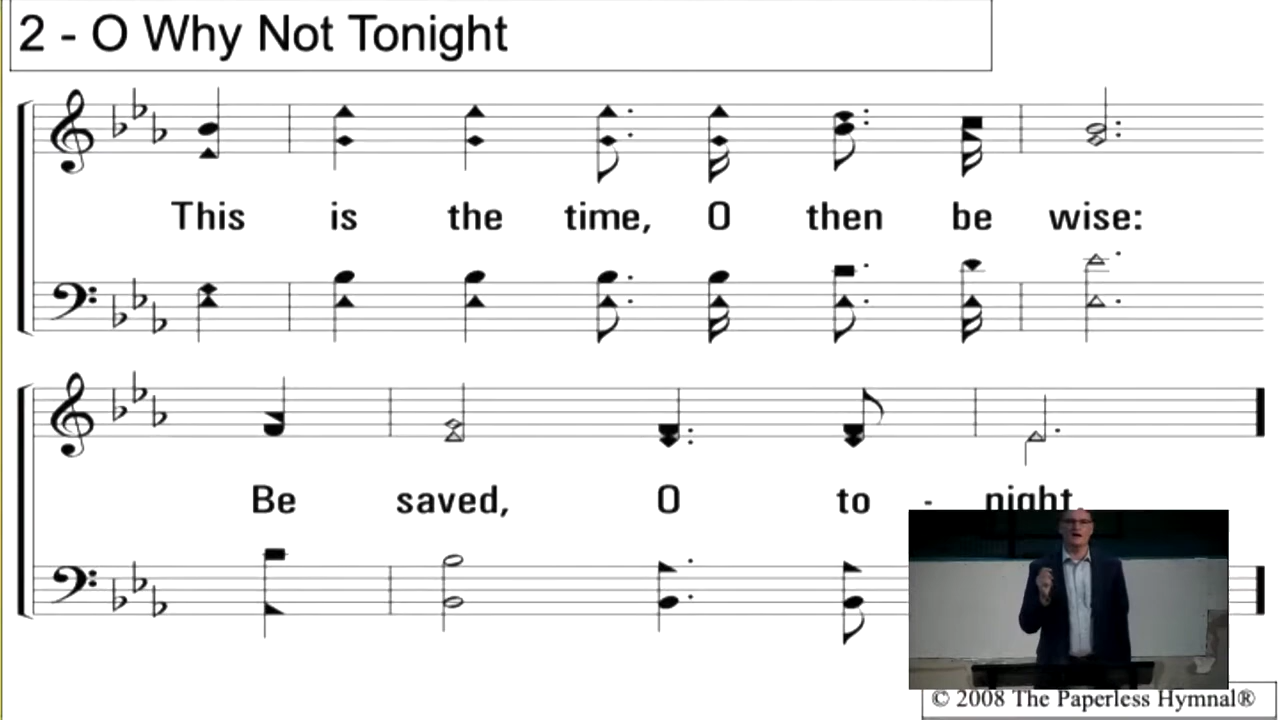 2 - O Why Not Tonight
This is the time, O then be wise:
Be saved, O to - night.
© 2008 The Paperless Hymnal®